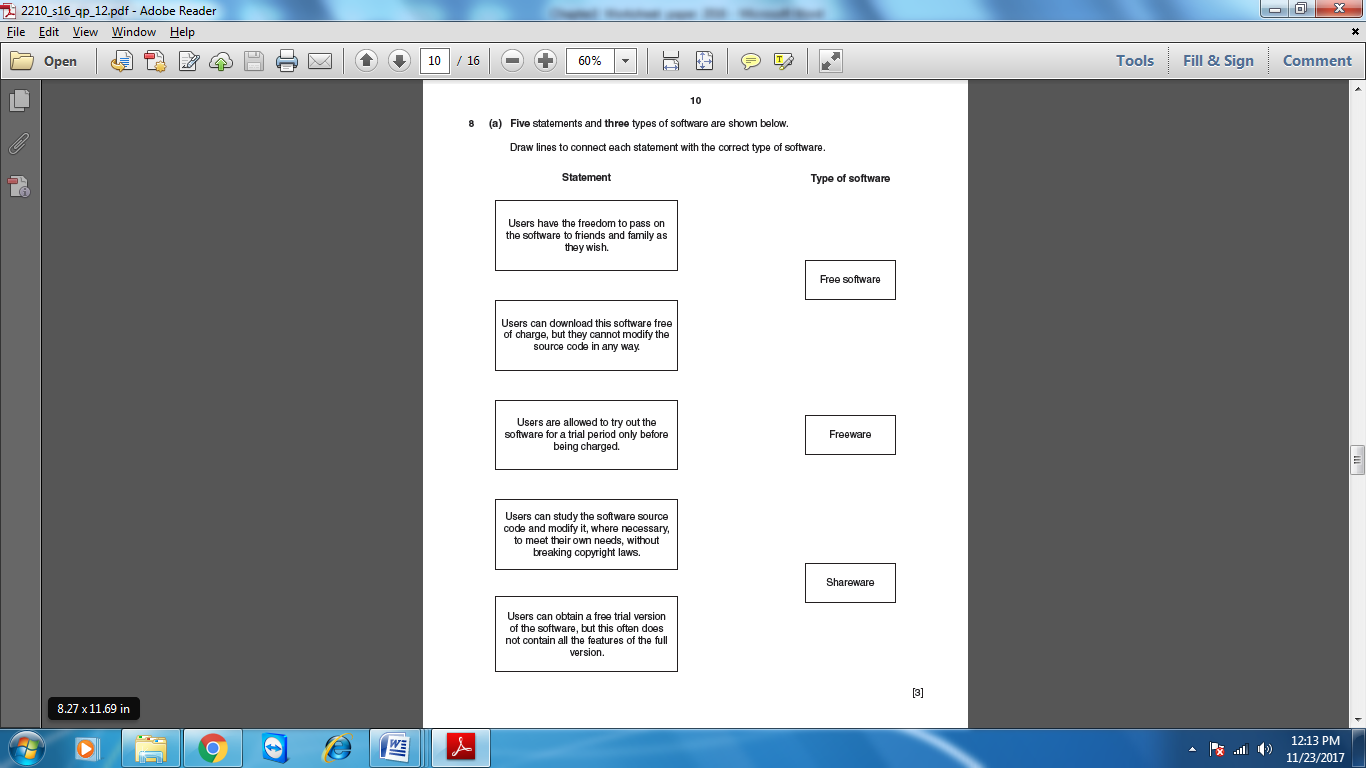 2210_s16_qp_12.pdf - Adobe Reader
File Edit View Window Help
Open 10 / 16 60% Tools Fill & Sign Comment
10
8 (a) Five statements and three types of software are shown below.
Draw lines to connect each statement with the correct type of software.
Statement
Type of software
Users have the freedom to pass on
the software to friends and family as
they wish.
Free software
Users can download this software free
of charge, but they cannot modify the
source code in any way.
Users are allowed to try out the
software for a trial period only before
being charged.
Freeware
Users can study the software source
code and modify it, where necessary,
to meet their own needs, without
breaking copyright laws.
Shareware
Users can obtain a free trial version
of the software, but this often does
not contain all the features of the full
version.
[3]
8.27 x 11.69 in
12:13 PM
11/23/2017